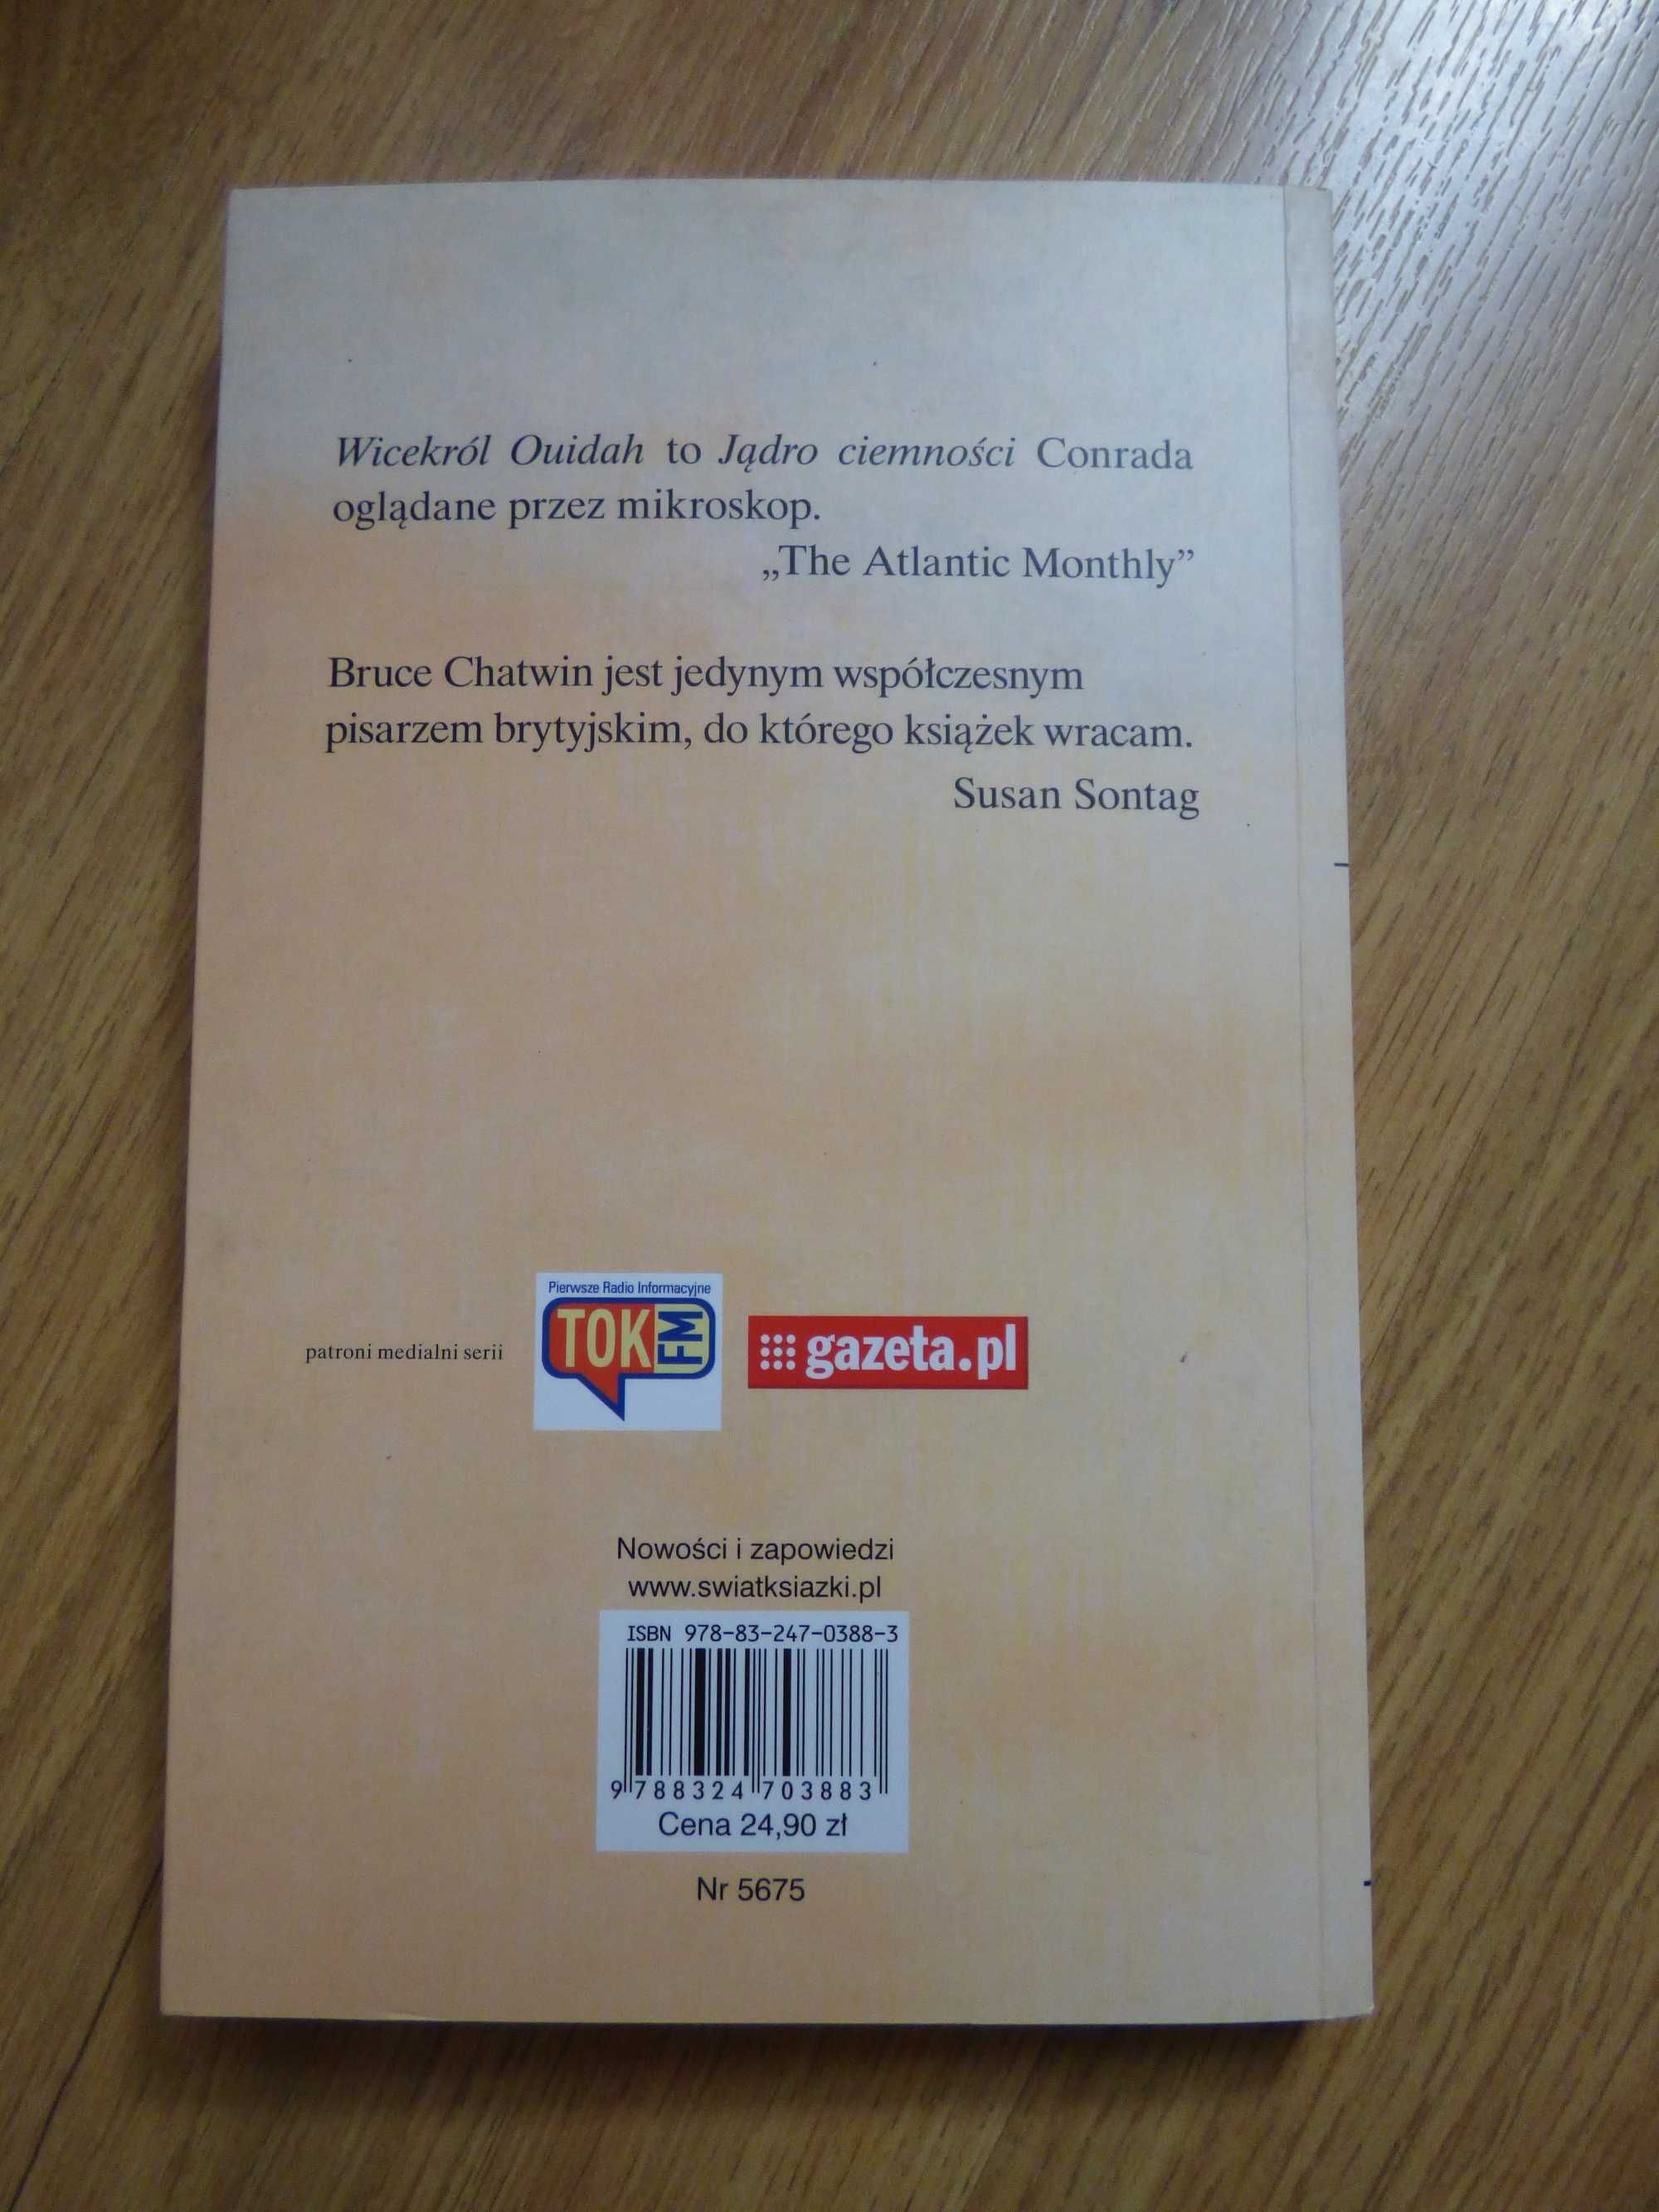 Wicekról Ouidah to Jądro ciemności Conrada
oglądane przez mikroskop.
„The Atlantic Monthly”
Bruce Chatwin jest jedynym współczesnym
pisarzem brytyjskim, do którego książek wracam.
Susan Sontag
patroni medialni serii
Pierwsze Radio Informacyjne
TOK FM
gazeta.pl
Nowości i zapowiedzi
www.swiatksiazki.pl
ISBN 978-83-247-0388-3
9 788324 703883
Cena 24,90 zł
Nr 5675